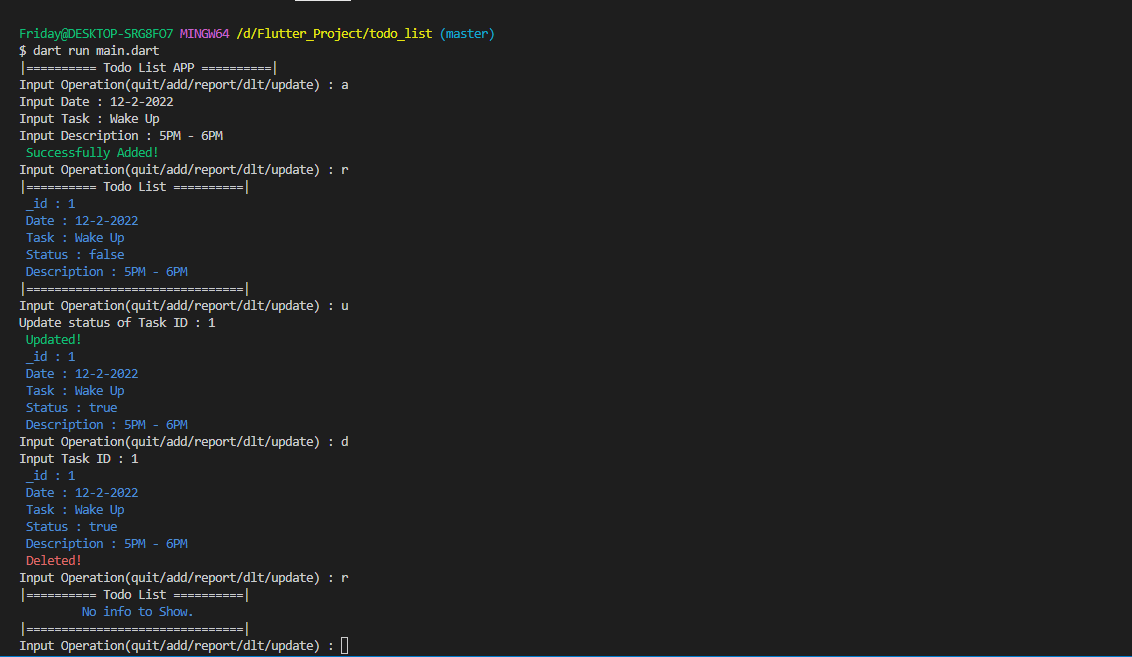 Friday@DESKTOP-SRG8FO7 MINGW64 /d/Flutter_Project/todo_list (master)
$ dart run main.dart
|========== Todo List APP ==========|
Input Operation(quit/add/report/dlt/update) : a
Input Date : 12-2-2022
Input Task : Wake Up
Input Description : 5PM - 6PM
Successfully Added!
Input Operation(quit/add/report/dlt/update) : r
|========== Todo List ==========|
_id : 1
Date : 12-2-2022
Task : Wake Up
Status : false
Description : 5PM - 6PM
|===============================|
Input Operation(quit/add/report/dlt/update) : u
Update status of Task ID : 1
Updated!
_id : 1
Date : 12-2-2022
Task : Wake Up
Status : true
Description : 5PM - 6PM
Input Operation(quit/add/report/dlt/update) : d
Input Task ID : 1
_id : 1
Date : 12-2-2022
Task : Wake Up
Status : true
Description : 5PM - 6PM
Deleted!
Input Operation(quit/add/report/dlt/update) : r
|========== Todo List ==========|
No info to Show.
|===============================|
Input Operation(quit/add/report/dlt/update) :